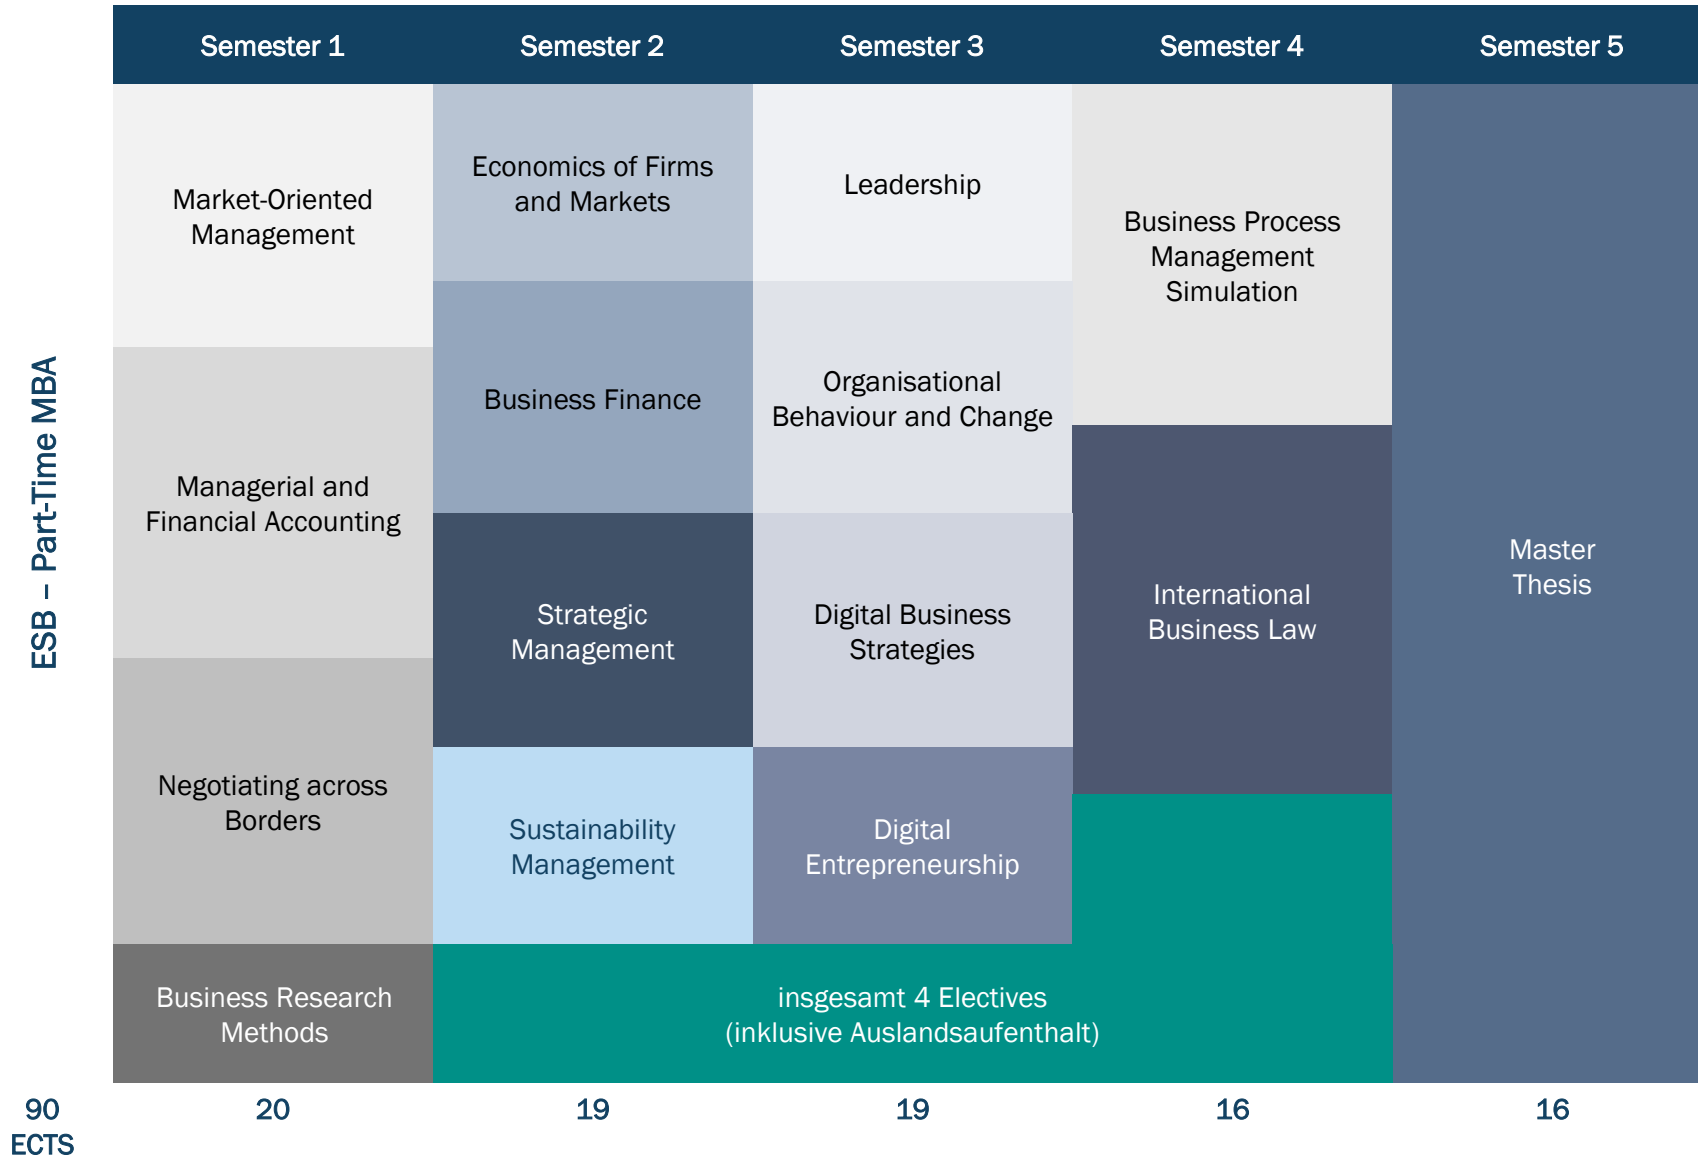 Semester 1
Semester 2
Semester 3
Semester 4
Semester 5
ESB – Part-Time MBA
Market-Oriented
Management
Managerial and
Financial Accounting
Negotiating across
Borders
Business Research
Methods
Economics of Firms
and Markets
Business Finance
Strategic
Management
Sustainability
Management
Leadership
Organisational
Behaviour and Change
Digital Business
Strategies
Digital
Entrepreneurship
Business Process
Management
Simulation
International
Business Law
insgesamt 4 Electives
(inklusive Auslandsaufenthalt)
Master
Thesis
90
ECTS
20
19
19
16
16